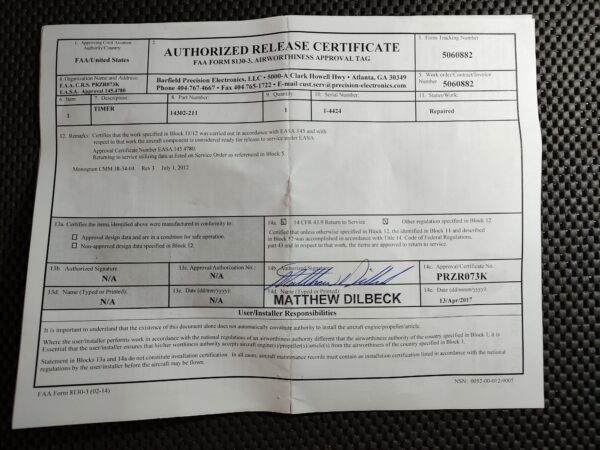 1. Approving Civil Aviation Authority/Country:
FAA/United States
2.
AUTHORIZED RELEASE CERTIFICATE
FAA FORM 8130-3, AIRWORTHINESS APPROVAL TAG
3. Form Tracking Number
5060882
4. Organization Name and Address:
F.A.A. C.R.S. PRZR073K
E.A.S.A. Approval 145.4780
Barfield Precision Electronics, LLC • 5000-A Clark Howell Hwy • Atlanta, GA 30349
Phone 404-767-4667 • Fax 404-765-1722 • E-mail cust.serv@precision-electronics.com
5. Work order/Contract/Invoice Number:
5060882
6. Item
7. Description:
8. Part Number:
9. Quantity:
10. Serial Number:
11. Status/Work:
1
TIMER
14302-211
1
1-4424
Repaired
12. Remarks: Certifies that the work specified in Block 11/12 was carried out in accordance with EASA 145 and with
respect to that work the aircraft component is considered ready for release to service under EASA
Approval Certificate Number EASA.145.4780.
Returning to service utilizing data at listed on Service Order as referenced in Block 5.
Monogram CMM 38-34-04 Rev 3 July 1, 2012
13a. Certifies the items identified above were manufactured in conformity to:
Approved design data and are in a condition for safe operation.
Non-approved design data specified in Block 12.
14a.
14 CFR 43.9 Return to Service
Other regulation specified in Block 12
Certified that unless otherwise specified in Block 12, the identified in Block 11 and described
in Block 12 was accomplished in accordance with Title 14, Code of Federal Regulations,
part 43 and in respect to that work, the items are approved to return to service.
13b. Authorized Signature
N/A
13c. Approval/Authorization No.:
N/A
14b. Authorized Signature
Matthew Dilbeck
14c. Approval/Certificate No.:
PRZR073K
13d. Name (Typed or Printed):
N/A
13e. Date (dd/mmm/yyyy):
N/A
14d. Name (Typed or Printed):
MATTHEW DILBECK
14e. Date (dd/mmm/yyyy):
13/Apr/2017
User/Installer Responsibilities
It is important to understand that the existence of this document alone does not automatically constitute authority to install the aircraft engine/propeller/article.
Where the user/installer performs work in accordance with the national regulations of an airworthiness authority different that the airworthiness authority of the country specified in Block 1, it is
Essential that the user/installer ensures that his/her worthiness authority accepts aircraft engine(s)/propeller(s)/article(s) from the airworthiness of the country specified in Block 1.
Statement in Blocks 13a and 14a do not constitute installation certification. In all cases, aircraft maintenance records must contain an installation certification listed in accordance with the national
regulations by the user/installer before the aircraft may be flown.
FAA Form 8130-3 (02-14)
NSN: 0052-00-012-9005